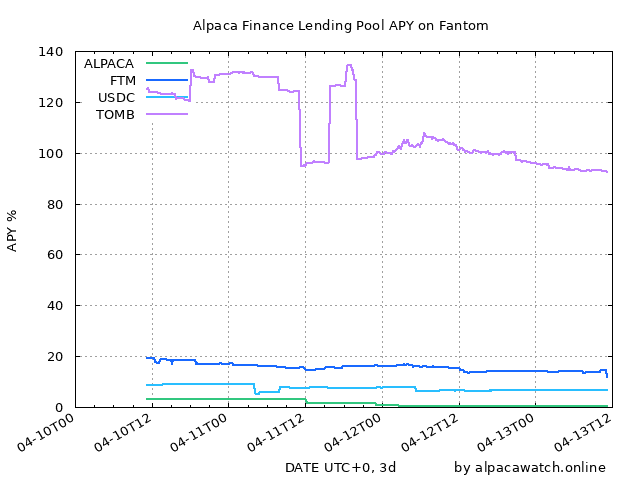 Alpaca Finance Lending Pool APY on Fantom
ALPACA
FTM
USDC
TOMB
APY %
140
120
100
80
60
40
20
0
04-10T00
04-10T12
04-11T00
04-11T12
04-12T00
04-12T12
04-13T00
04-13T12
DATE UTC+0, 3d
by alpacawatch.online